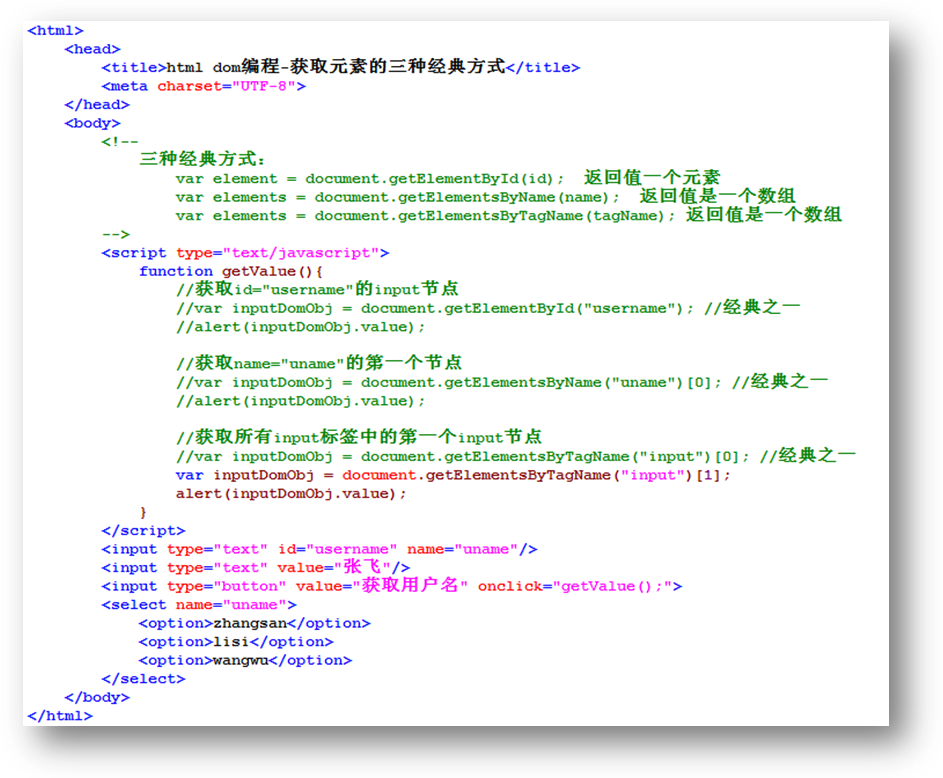 <html>
<head>
<title>html dom编程-获取元素的三种经典方式</title>
<meta charset="UTF-8">
</head>
<body>
<!--
三种经典方式：
var element = document.getElementById(id); 返回值一个元素
var elements = document.getElementsByName(name); 返回值是一个数组
var elements = document.getElementsByTagName(tagName); 返回值是一个数组
-->
<script type="text/javascript">
function getValue(){
//获取id="username"的input节点
//var inputDomObj = document.getElementById("username"); //经典之一
//alert(inputDomObj.value);
//获取name="uname"的第一个节点
//var inputDomObj = document.getElementsByName("uname")[0]; //经典之一
//alert(inputDomObj.value);
//获取所有input标签中的第一个input节点
//var inputDomObj = document.getElementsByTagName("input")[0]; //经典之一
var inputDomObj = document.getElementsByTagName("input")[1];
alert(inputDomObj.value);
}
</script>
<input type="text" id="username" name="uname"/>
<input type="text" value="张飞"/>
<input type="button" value="获取用户名" onclick="getValue();">
<select name="uname">
<option>zhangsan</option>
<option>lisi</option>
<option>wangwu</option>
</select>
</body>
</html>